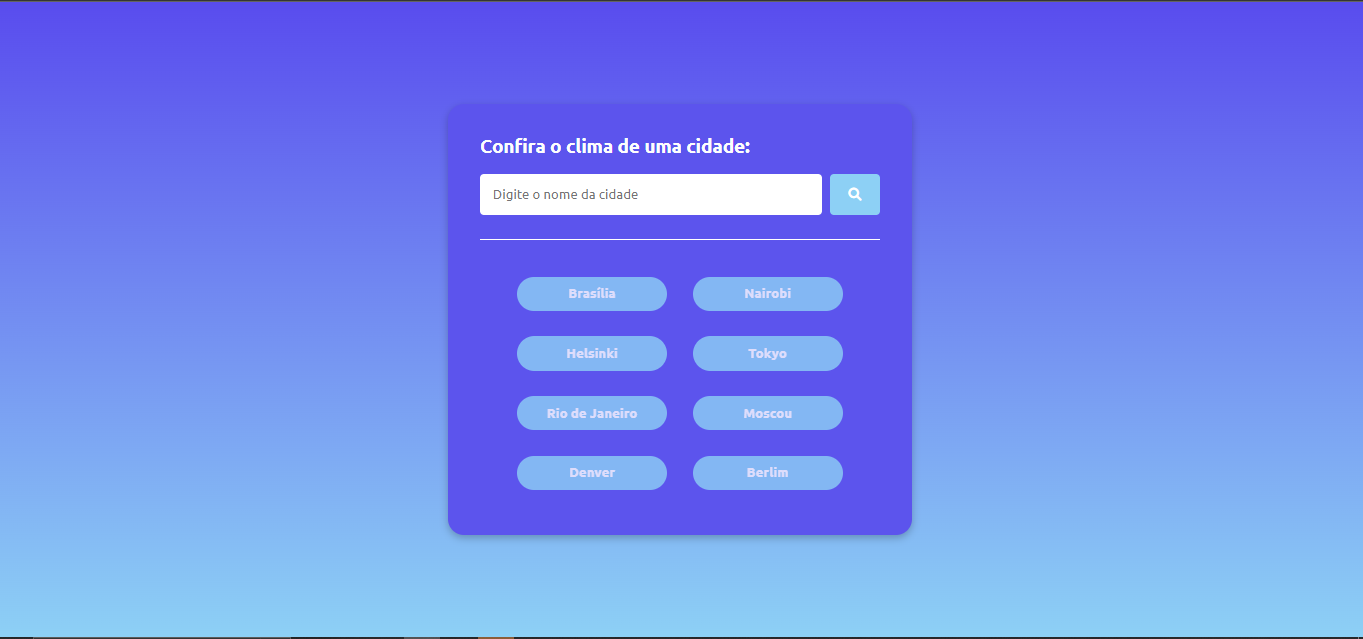 Confira o clima de uma cidade:
Digite o nome da cidade
Brasília
Nairobi
Helsinki
Tokyo
Rio de Janeiro
Moscou
Denver
Berlim